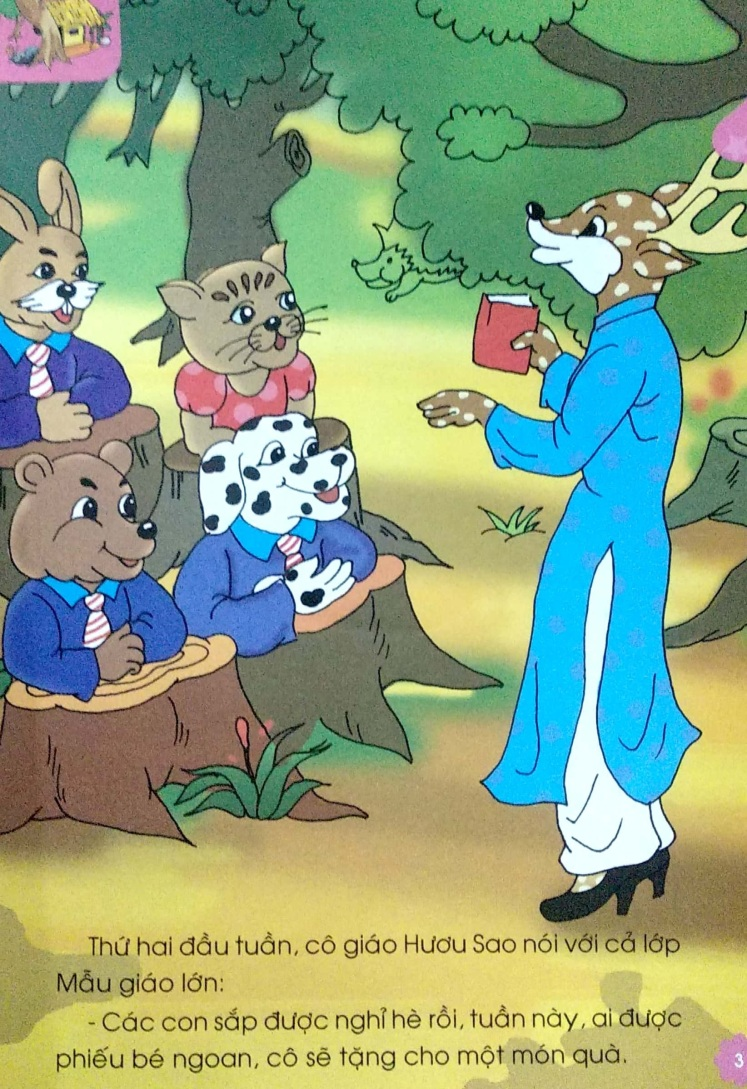 Thứ hai đầu tuần, cô giáo Hươu Sao nói với cả lớp
Mẫu giáo lớn:
- Các con sắp được nghỉ hè rồi, tuần này, ai được
phiếu bé ngoan, cô sẽ tặng cho một món quà.
3